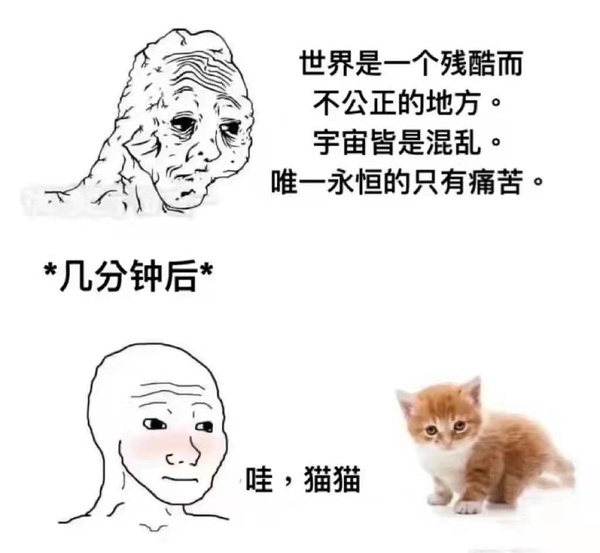 世界是一个残酷而
不公正的地方。
宇宙皆是混乱。
唯一永恒的只有痛苦。
*几分钟后*
哇，猫猫